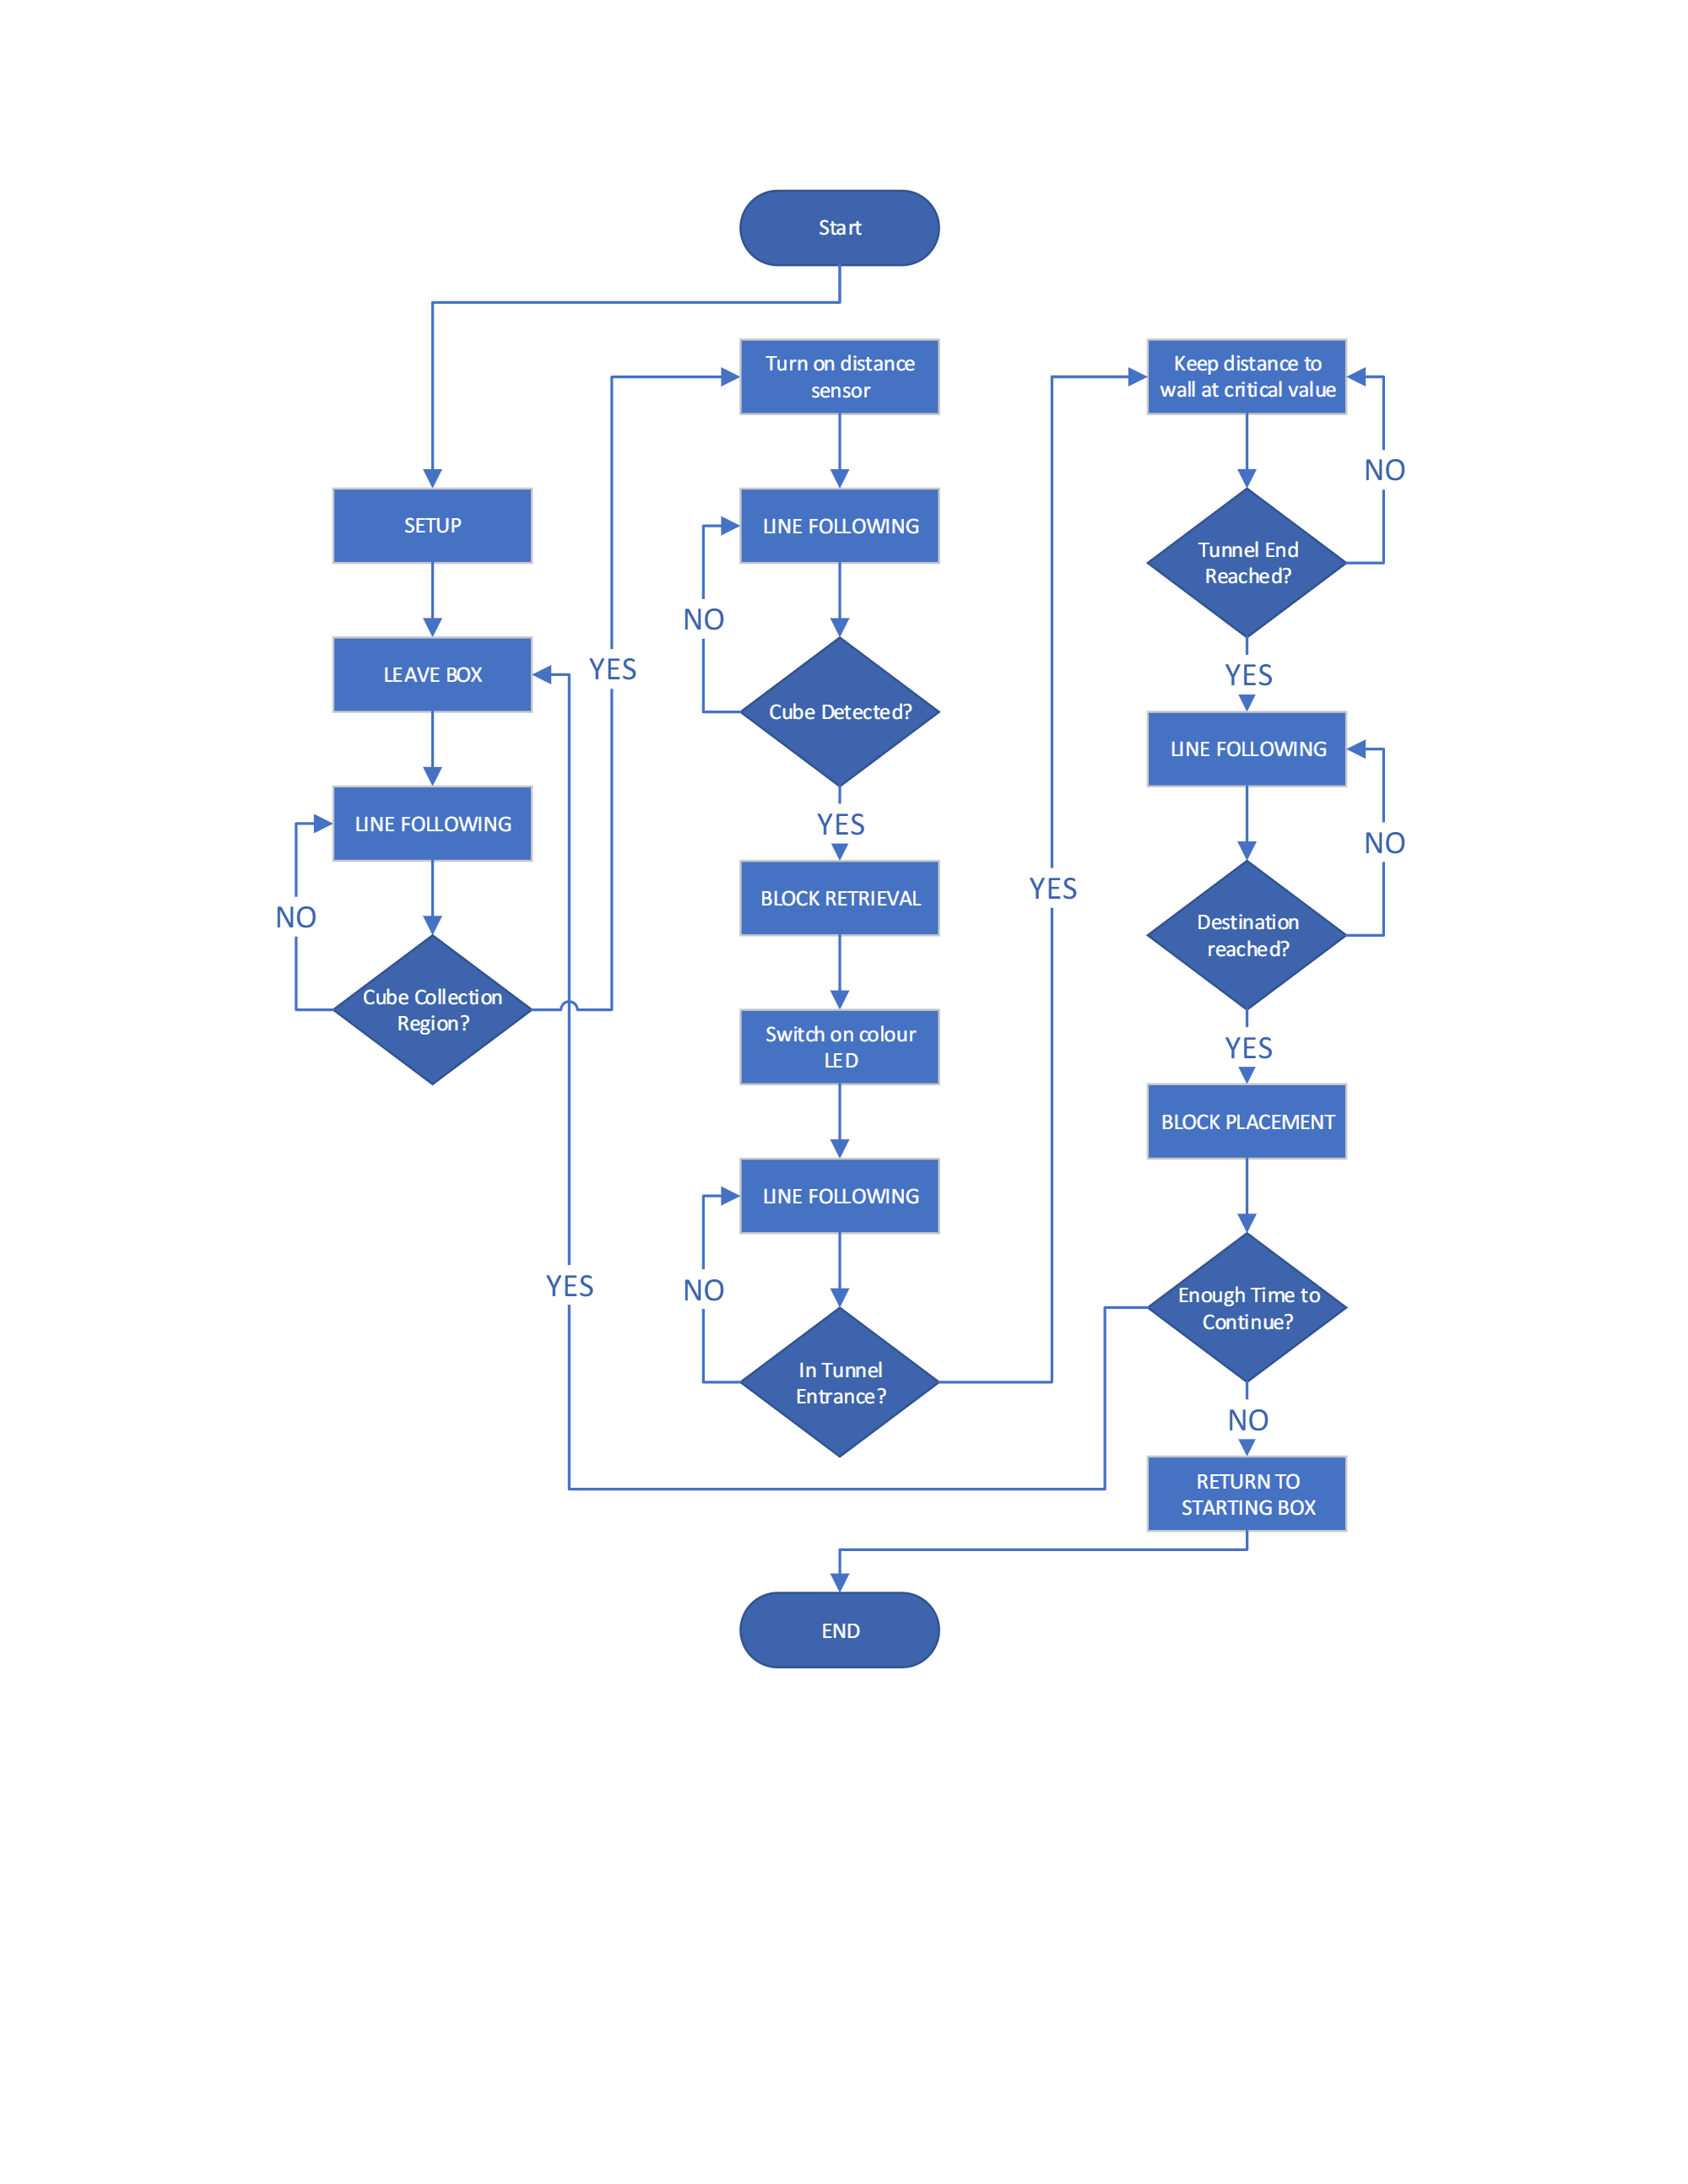 Start
SETUP
LEAVE BOX
LINE FOLLOWING
NO
Cube Collection
Region?
YES
Turn on distance
sensor
LINE FOLLOWING
NO
Cube Detected?
YES
BLOCK RETRIEVAL
Switch on colour
LED
LINE FOLLOWING
NO
In Tunnel
Entrance?
YES
Keep distance to
wall at critical value
NO
Tunnel End
Reached?
YES
LINE FOLLOWING
NO
Destination
reached?
YES
BLOCK PLACEMENT
Enough Time to
Continue?
YES
NO
RETURN TO
STARTING BOX
END